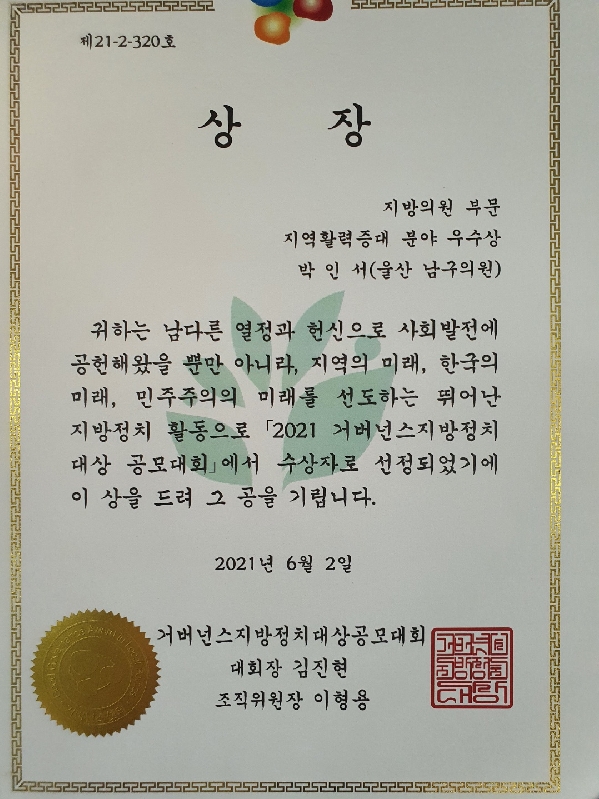 제21-2-320호
상 장
지방의원 부문
지역활력증대 분야 우수상
박 인 서(울산 남구의원)
귀하는 남다른 열정과 헌신으로 사회발전에
공헌해왔을 뿐만 아니라, 지역의 미래, 한국의
미래, 민주주의의 미래를 선도하는 뛰어난
지방정치 활동으로 「2021 거버넌스지방정치
대상 공모대회」에서 수상자로 선정되었기에
이 상을 드려 그 공을 기립니다.
2021년 6월 2일
거버넌스지방정치대상공모대회
대회장 김진현
조직위원장 이형용